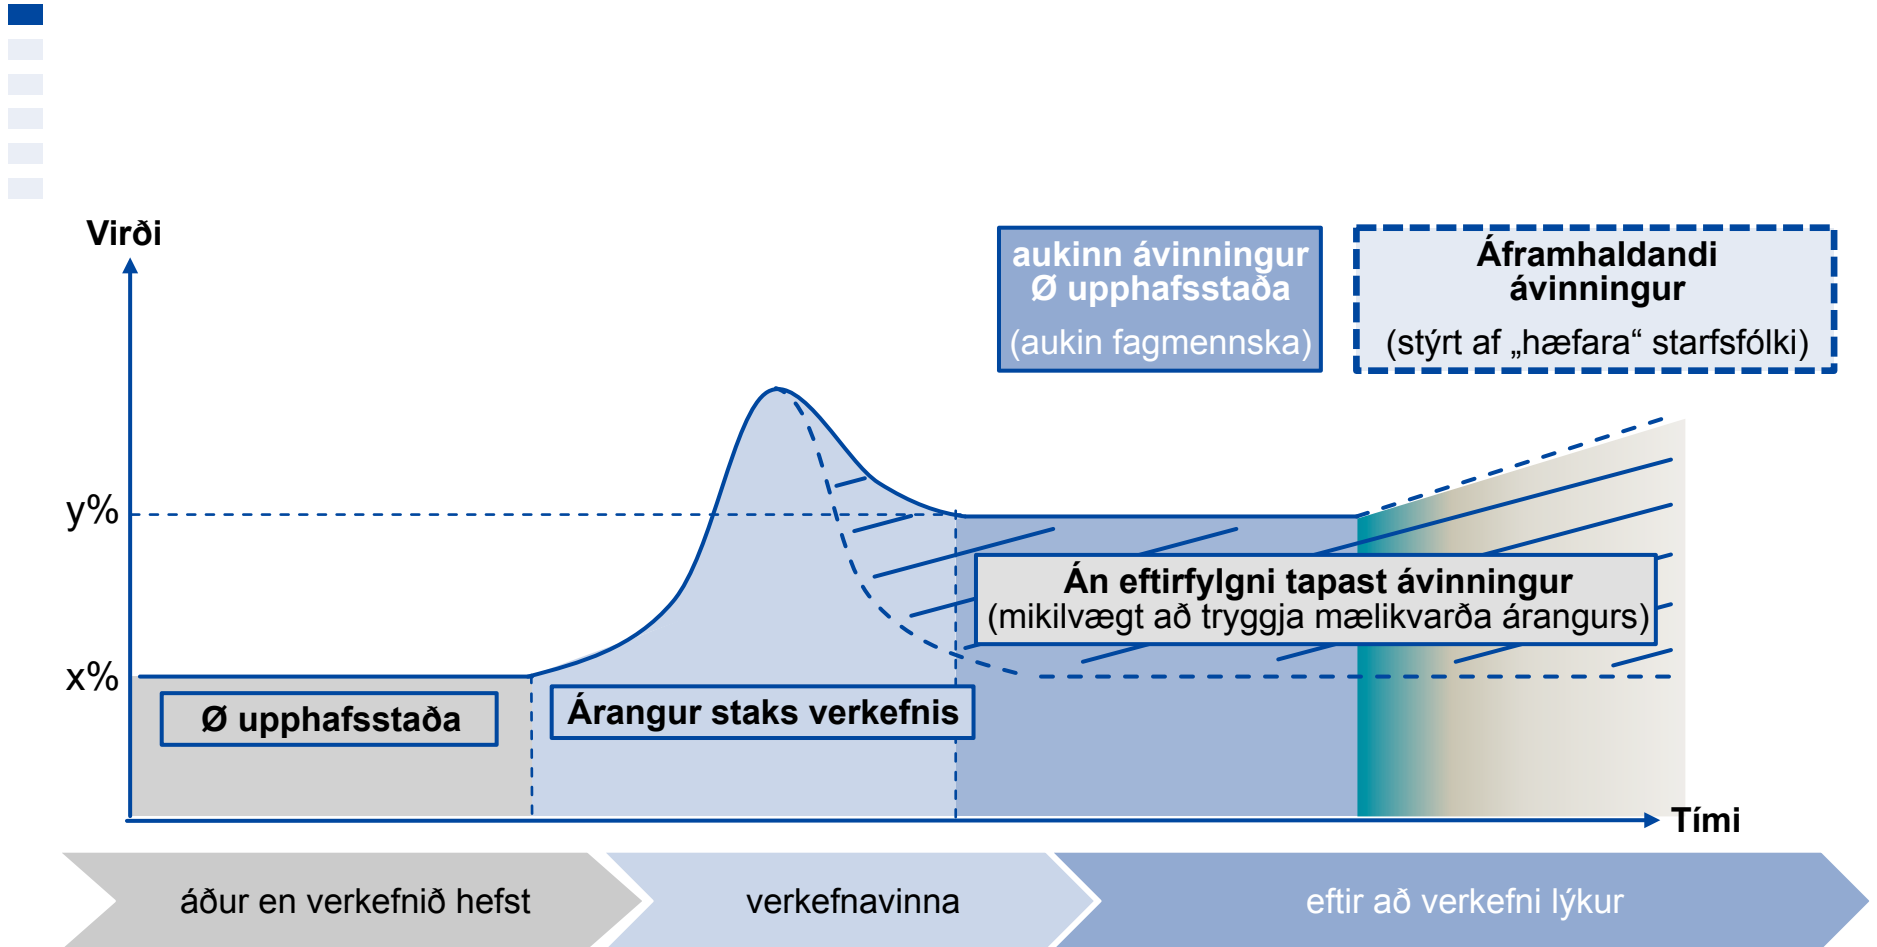 Virði
aukinn ávinningur
Ø upphafsstaða
(aukin fagmennska)
Áframhaldandi
ávinningur
(stýrt af „hæfara“ starfsfólki)
y%
Án eftirfylgni tapast ávinningur
(mikilvægt að tryggja mælikvarða árangurs)
x%
Ø upphafsstaða
Árangur staks verkefnis
Tími
áður en verkefnið hefst
verkefnavinna
eftir að verkefni lýkur